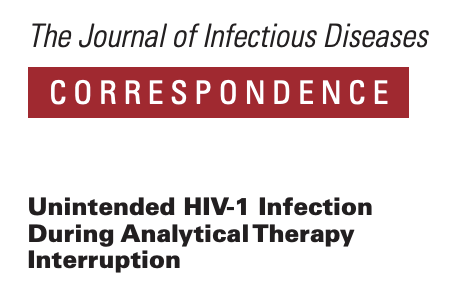 The Journal of Infectious Diseases
CORRESPONDENCE
Unintended HIV-1 Infection
During Analytical Therapy
Interruption